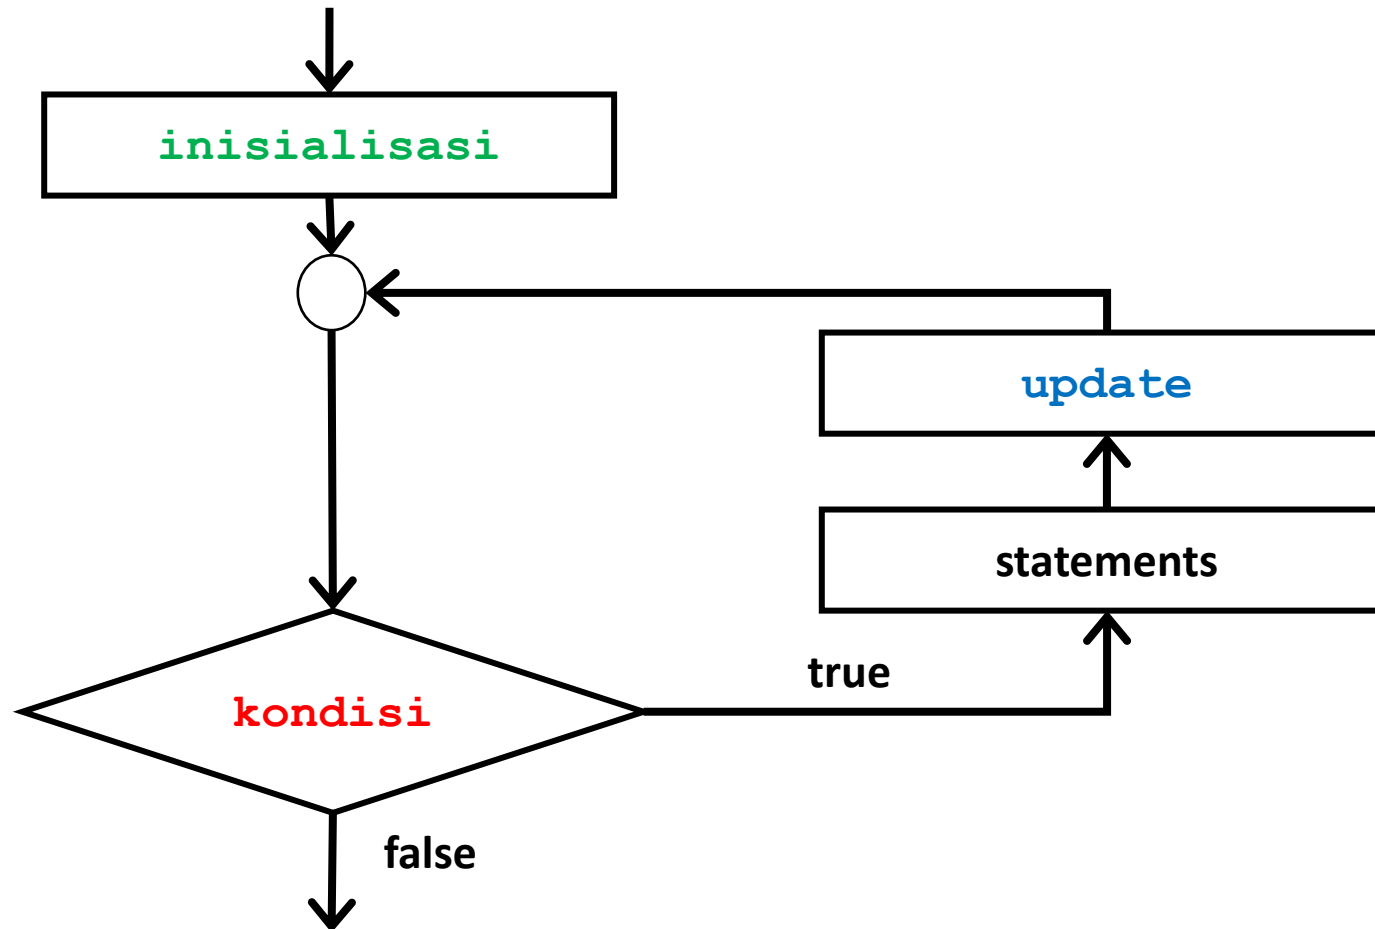 inisialisasi
update
statements
true
kondisi
false